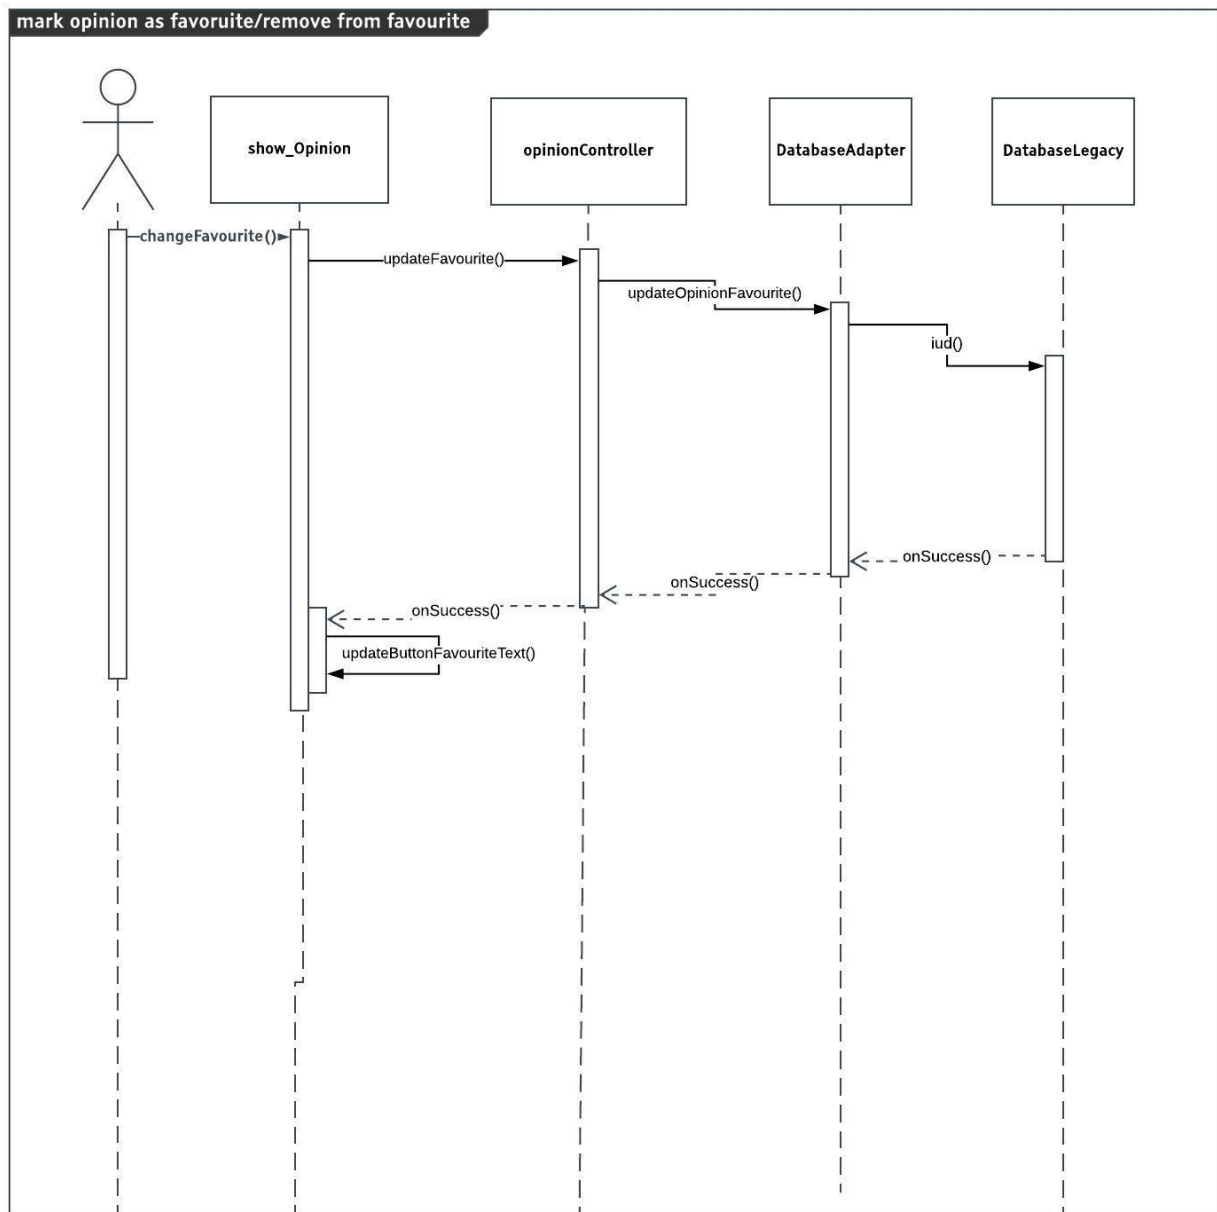 mark opinion as favoruite/remove from favourite
show_Opinion
opinionController
DatabaseAdapter
DatabaseLegacy
changeFavourite()
updateFavourite()
updateOpinionFavourite()
iud()
onSuccess()
onSuccess()
onSuccess()
updateButtonFavouriteText()